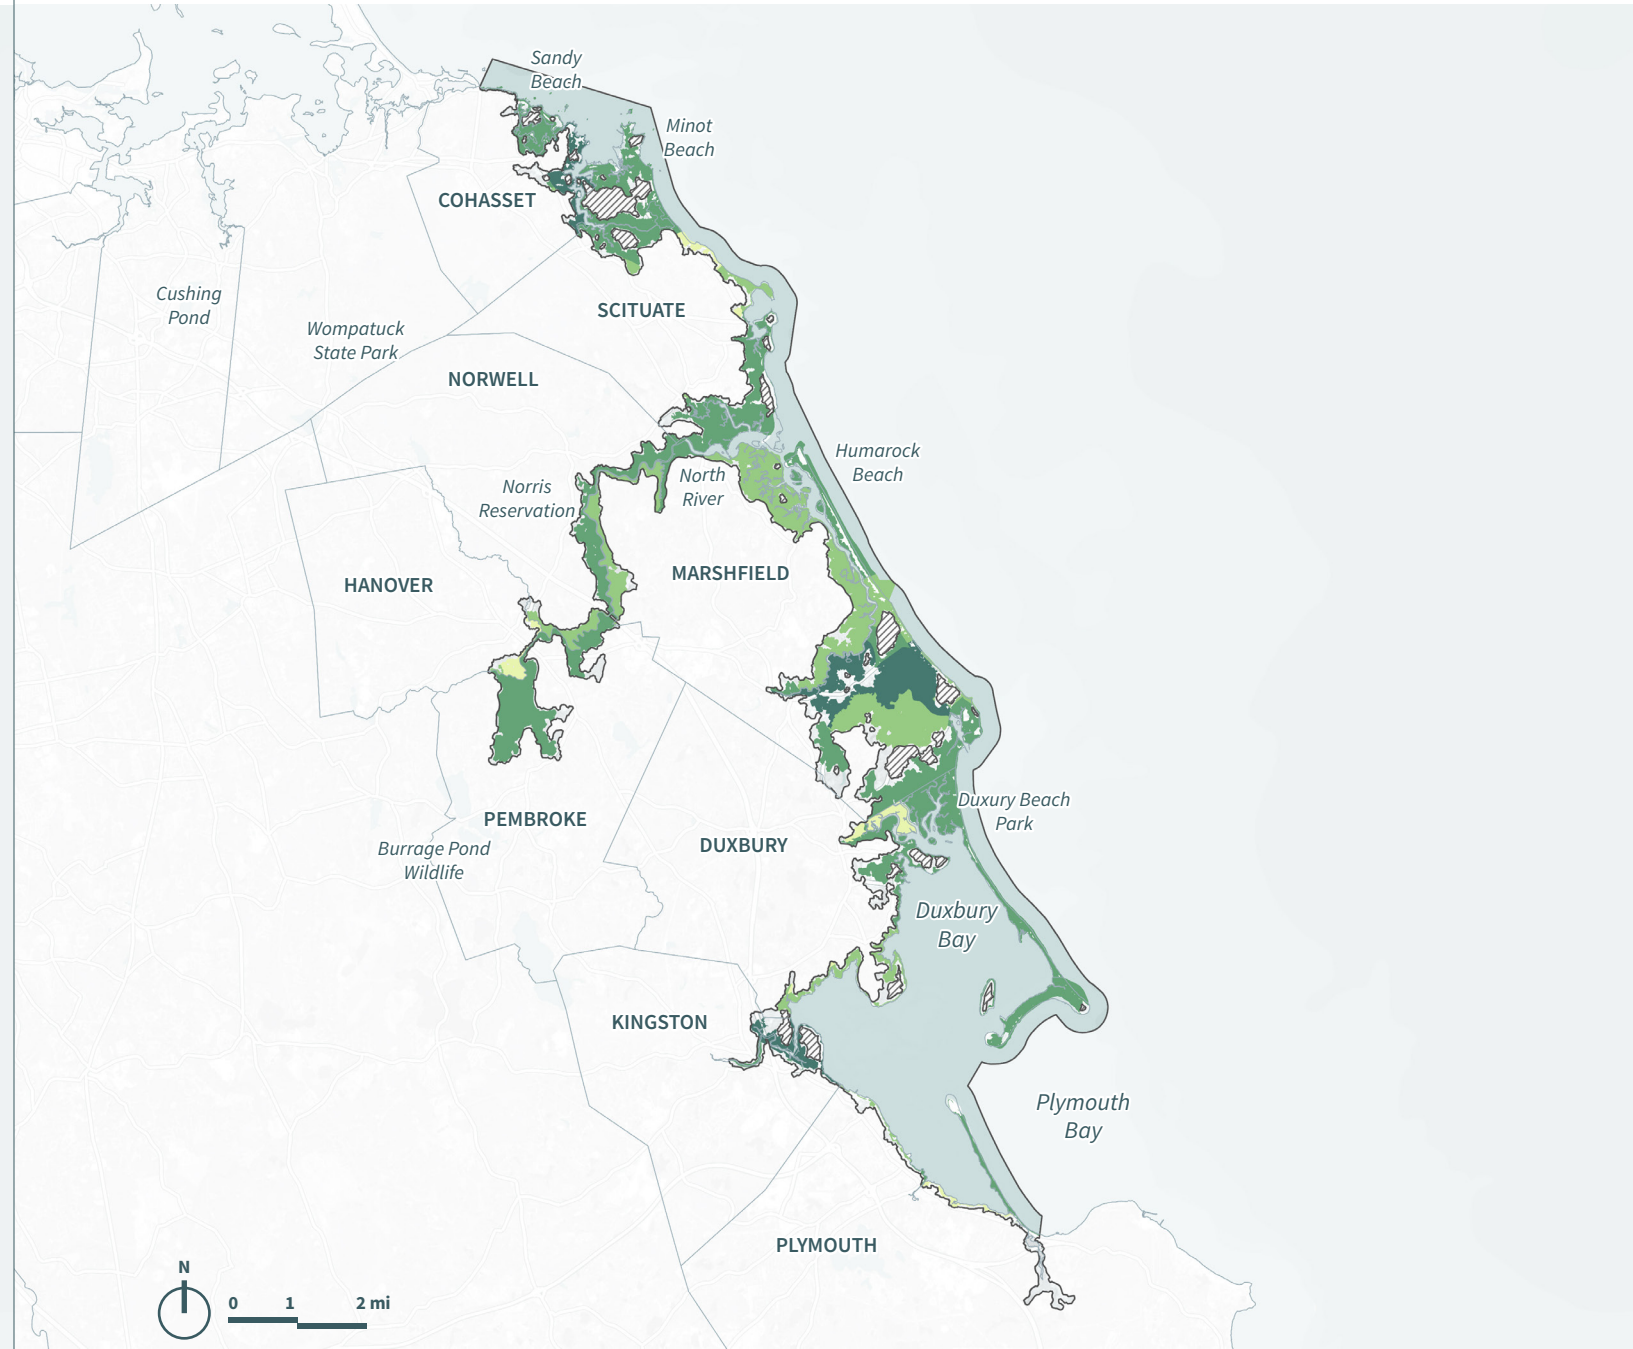 Sandy
Beach
Minot
Beach
COHASSET
Cushing
Pond
SCITUATE
Wompatuck
State Park
NORWELL
Humarock
Beach
North
River
Norris
Reservation
MARSHFIELD
HANOVER
Duxury Beach
Park
PEMBROKE
DUXBURY
Burrage Pond
Wildlife
Duxbury
Bay
KINGSTON
Plymouth
Bay
PLYMOUTH
N
0 1 2 mi